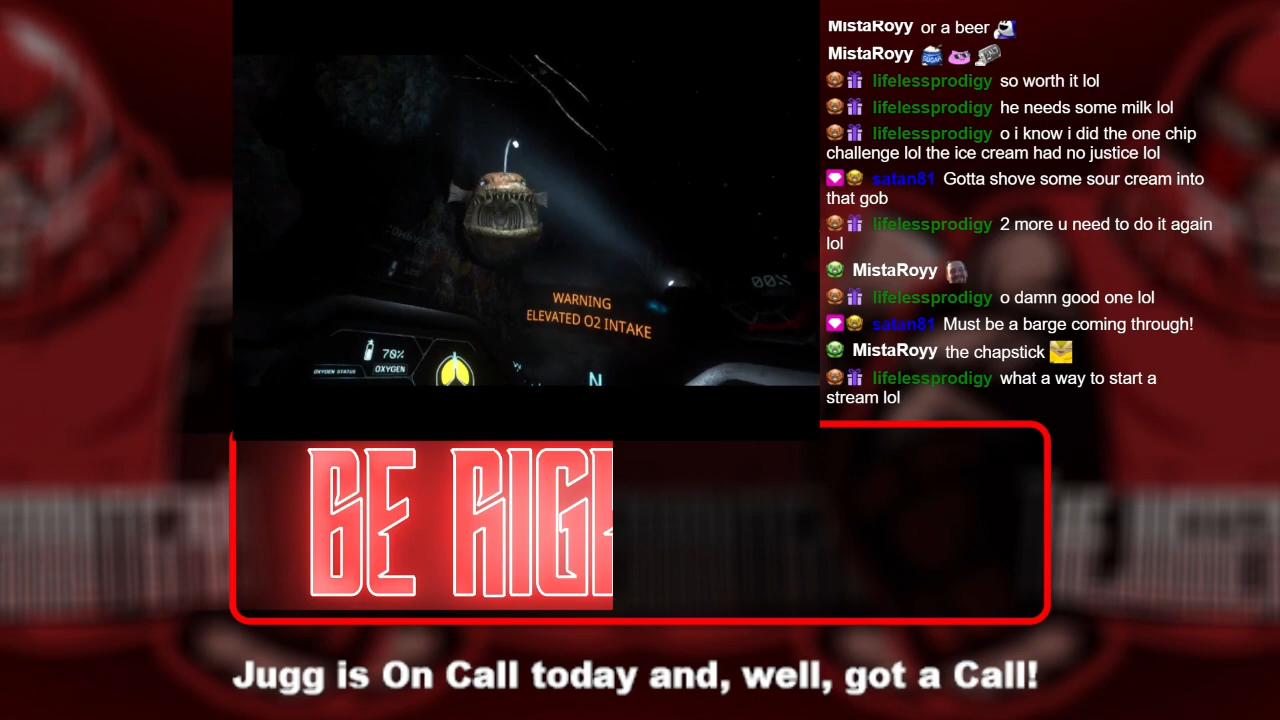 MistaRoyy or a beer
MistaRoyy
lifelessprodigy so worth it lol
lifelessprodigy he needs some milk lol
lifelessprodigy o i know i did the one chip
challenge lol the ice cream had no justice lol
satan81 Gotta shove some sour cream into
that gob
lifelessprodigy 2 more u need to do it again
lol
MistaRoyy
lifelessprodigy o damn good one lol
satan81 Must be a barge coming through!
MistaRoyy the chapstick
lifelessprodigy what a way to start a
stream lol
00%
WARNING
ELEVATED O2 INTAKE
70%
OXYGEN STATUS OXYGEN
N
BE RIG
Jugg is On Call today and, well, got a Call!